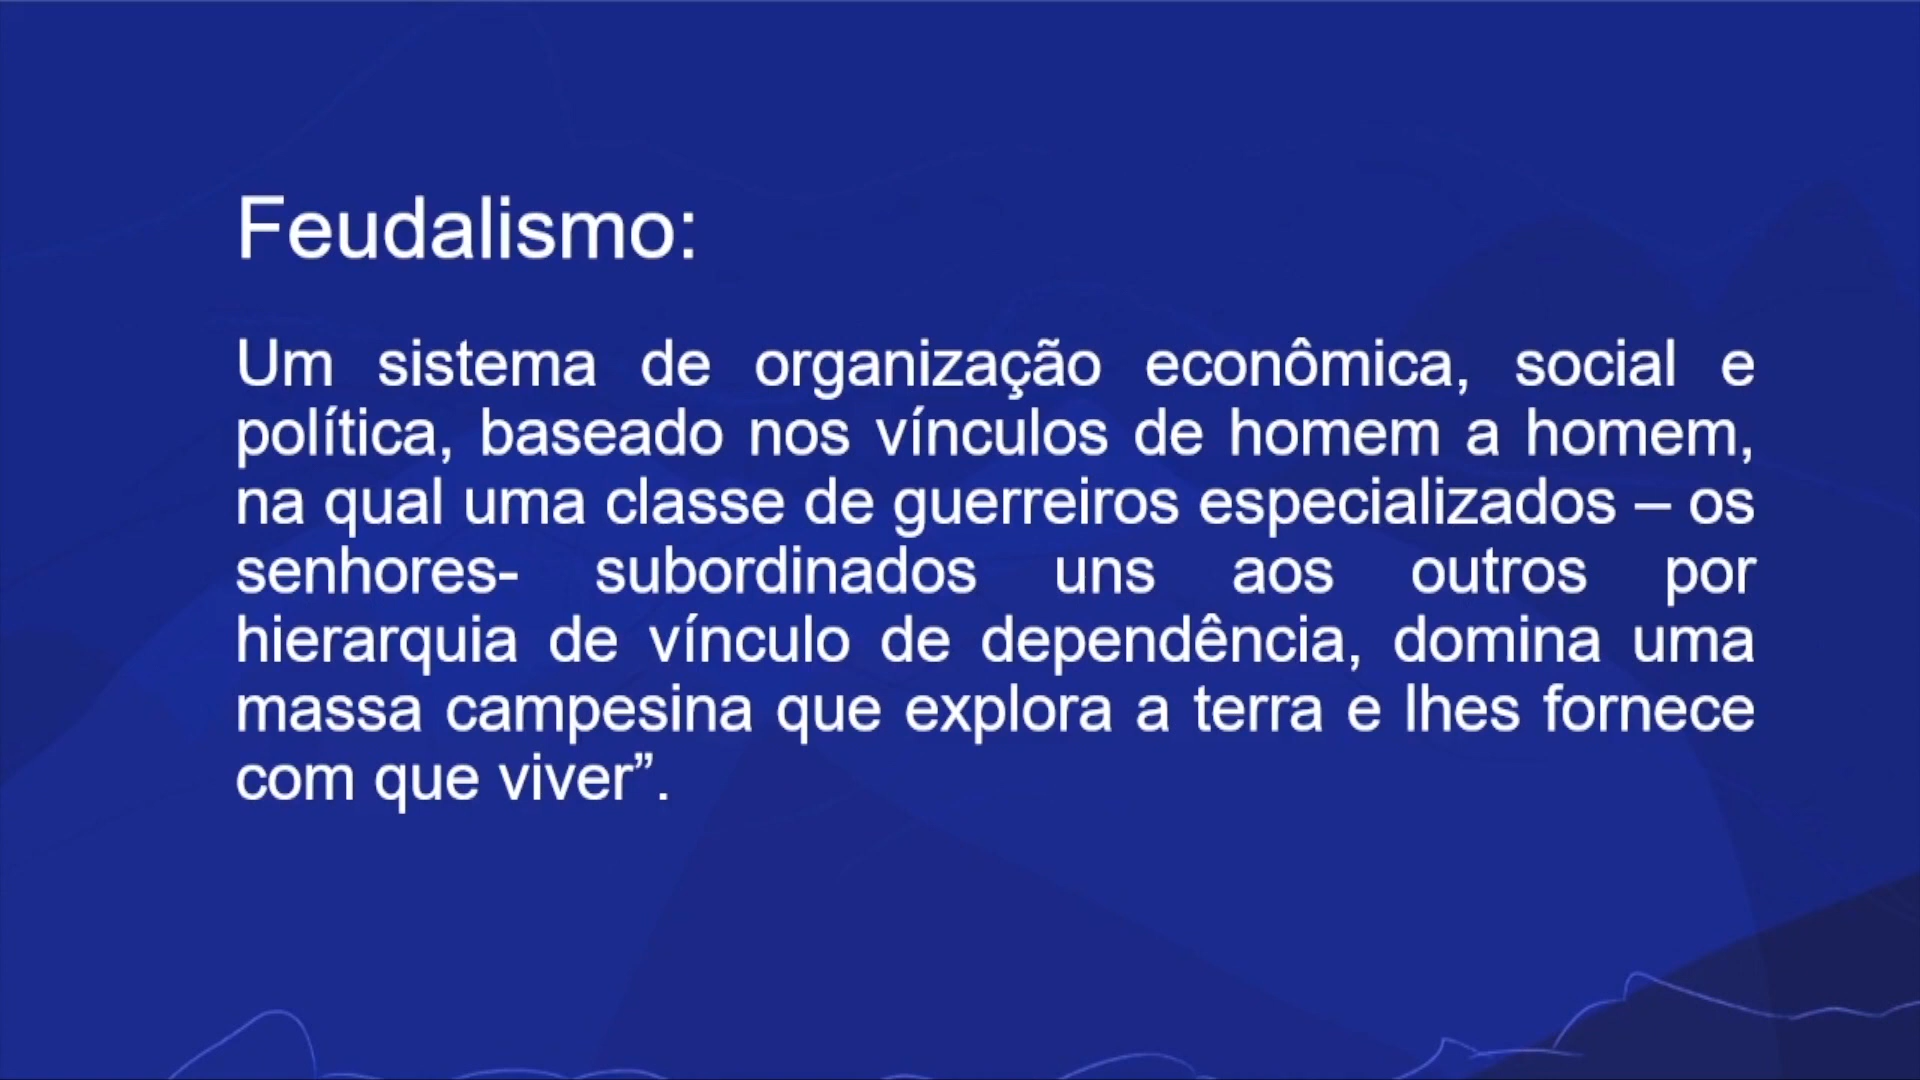 Feudalismo:
Um sistema de organização econômica, social e
política, baseado nos vínculos de homem a homem,
na qual uma classe de guerreiros especializados – os
senhores- subordinados uns aos outros por
hierarquia de vínculo de dependência, domina uma
massa campesina que explora a terra e lhes fornece
com que viver”.